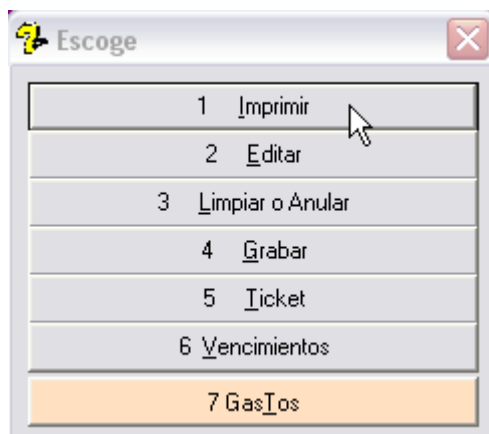 Escoge
1 Imprimir
2 Editar
3 Limpiar o Anular
4 Grabar
5 Ticket
6 Vencimientos
7 GasTos